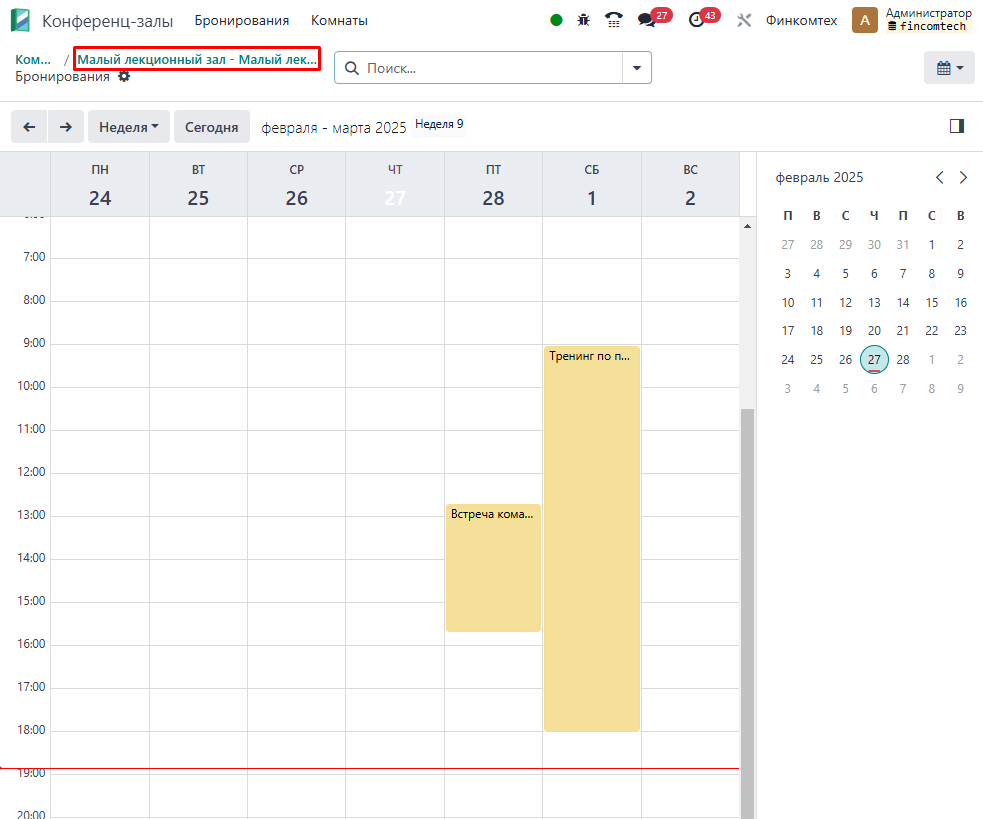 Конференц-залы Бронирования Комнаты 27 43 Финкомтех А Администратор
fincomtech
Ком... / Малый лекционный зал - Малый лек...
Бронирования
Поиск...
Неделя Сегодня февраля - марта 2025 Неделя 9
ПН ВТ СР ЧТ ПТ СБ ВС
24 25 26 27 28 1 2
7:00
8:00
9:00
10:00
11:00
12:00
13:00
14:00
15:00
16:00
17:00
18:00
19:00
20:00
Тренинг по п...
Встреча кома...
февраль 2025
П В С Ч П С В
27 28 29 30 31 1 2
3 4 5 6 7 8 9
10 11 12 13 14 15 16
17 18 19 20 21 22 23
24 25 26 27 28 1 2
3 4 5 6 7 8 9